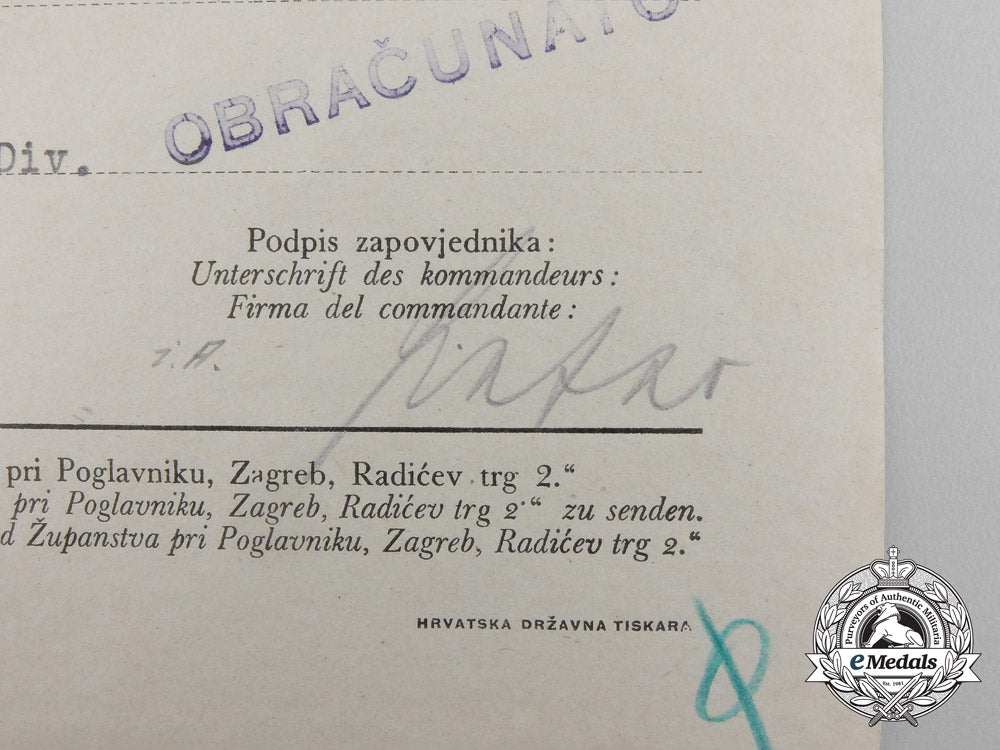 OBRAČUNATO
Div.
Podpis zapovjednika:
Unterschrift des kommandeurs:
Firma del commandante:
i.A.
pri Poglavniku, Zagreb, Radićev trg 2.“
pri Poglavniku, Zagreb, Radićev trg 2“ zu senden.
d Županstva pri Poglavniku, Zagreb, Radićev trg 2.“
HRVATSKA DRŽAVNA TISKARA
Purveyors of Authentic Militaria
eMedals
Est. 1981